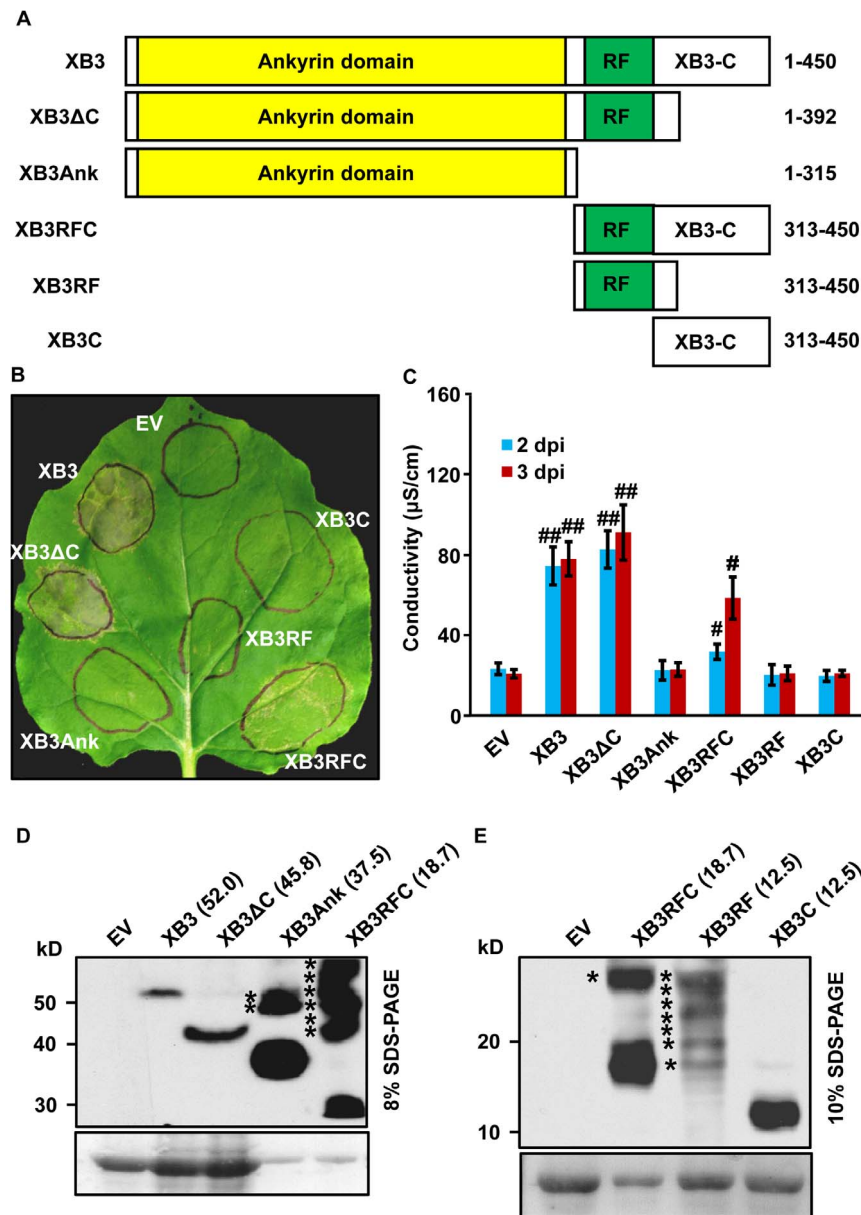 A
XB3 Ankyrin domain RF XB3-C 1-450
XB3ΔC Ankyrin domain RF 1-392
XB3Ank Ankyrin domain 1-315
XB3RFC RF XB3-C 313-450
XB3RF RF 313-450
XB3C XB3-C 313-450
B
EV
XB3
XB3C
XB3ΔC
XB3RF
XB3Ank
XB3RFC
C
Conductivity (µS/cm)
160
120
80
40
0
2 dpi
3 dpi
## ## ## ## # #
EV XB3 XB3ΔC XB3Ank XB3RFC XB3RF XB3C
D
EV XB3 (52.0) XB3ΔC (45.8) XB3Ank (37.5) XB3RFC (18.7)
kD
50
40
30
** *******
8% SDS-PAGE
E
EV XB3RFC (18.7) XB3RF (12.5) XB3C (12.5)
kD
20
10
* ******* *
10% SDS-PAGE